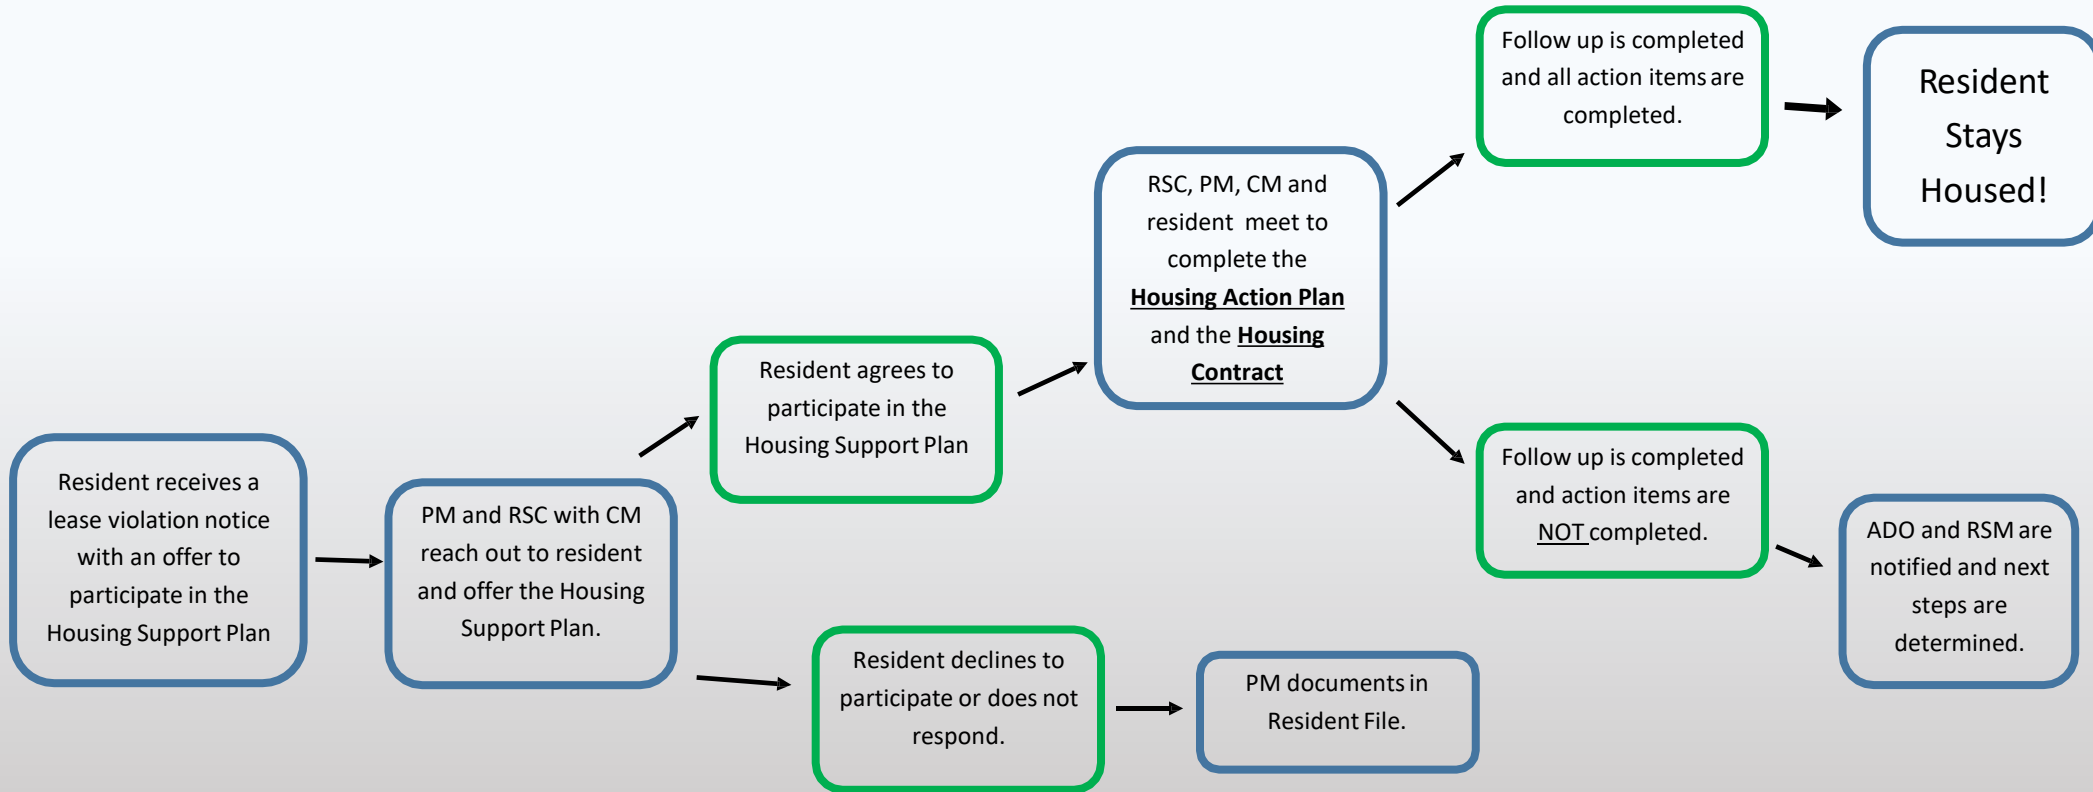 Resident receives a
lease violation notice
with an offer to
participate in the
Housing Support Plan
PM and RSC with CM
reach out to resident
and offer the Housing
Support Plan.
Resident agrees to
participate in the
Housing Support Plan
Resident declines to
participate or does not
respond.
PM documents in
Resident File.
RSC, PM, CM and
resident meet to
complete the
Housing Action Plan
and the Housing
Contract
Follow up is completed
and all action items are
completed.
Resident
Stays
Housed!
Follow up is completed
and action items are
NOT completed.
ADO and RSM are
notified and next
steps are
determined.